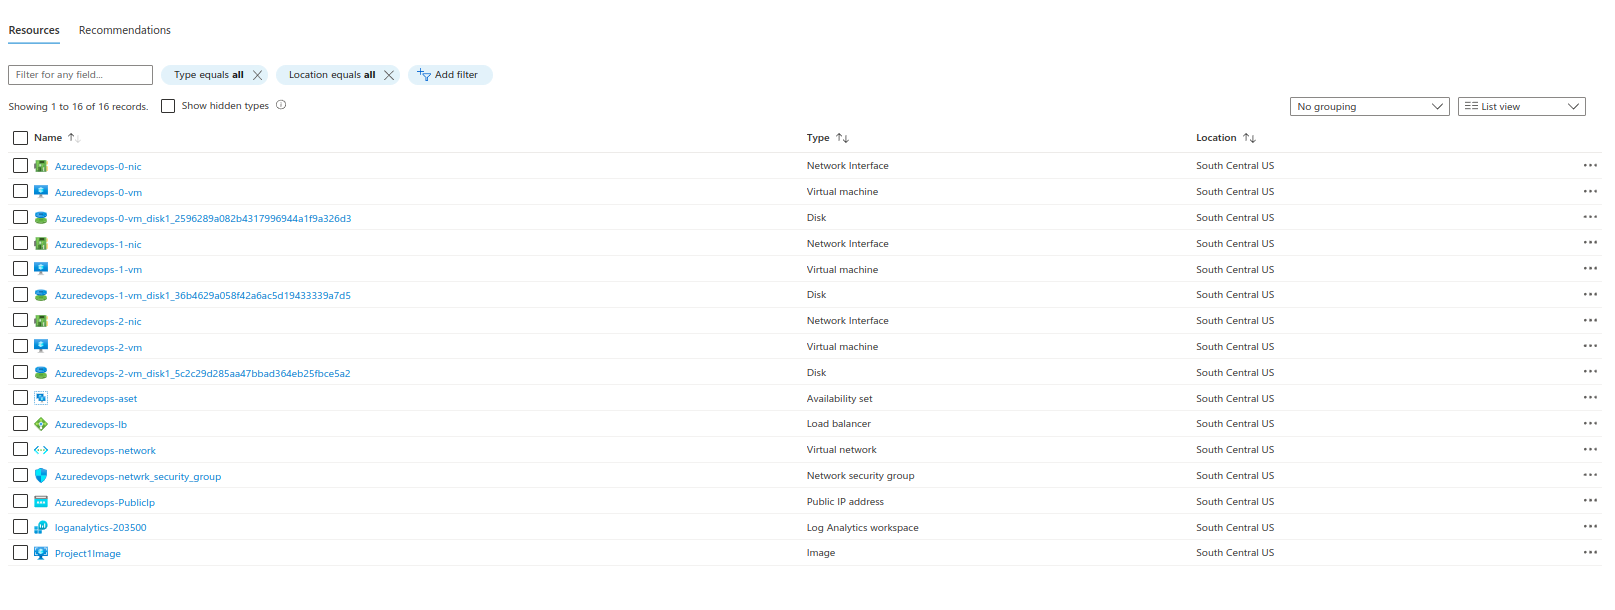 Resources Recommendations
Filter for any field... Type equals all Location equals all Add filter
Showing 1 to 16 of 16 records. Show hidden types No grouping List view
Name Type Location
Azuredevops-0-nic Network Interface South Central US
Azuredevops-0-vm Virtual machine South Central US
Azuredevops-0-vm_disk1_2596289a082b4317996944a1f9a326d3 Disk South Central US
Azuredevops-1-nic Network Interface South Central US
Azuredevops-1-vm Virtual machine South Central US
Azuredevops-1-vm_disk1_36b4629a058f42a6ac5d19433339a7d5 Disk South Central US
Azuredevops-2-nic Network Interface South Central US
Azuredevops-2-vm Virtual machine South Central US
Azuredevops-2-vm_disk1_5c2c29d285aa47bbad364eb25fbce5a2 Disk South Central US
Azuredevops-aset Availability set South Central US
Azuredevops-lb Load balancer South Central US
Azuredevops-network Virtual network South Central US
Azuredevops-netwrk_security_group Network security group South Central US
Azuredevops-PublicIp Public IP address South Central US
loganalytics-203500 Log Analytics workspace South Central US
Project1Image Image South Central US